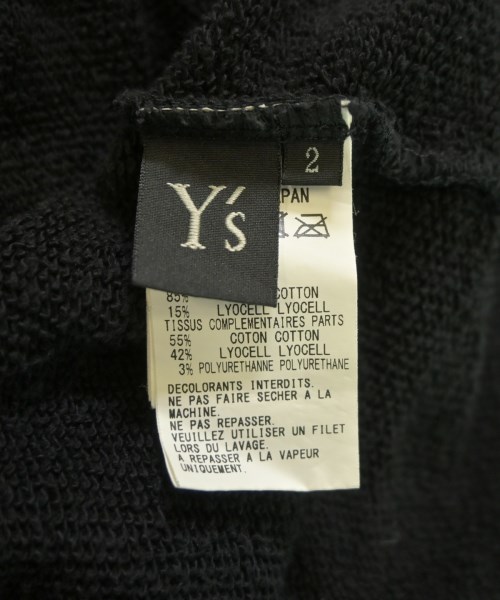 Y's
2
85% COTTON
15% LYOCELL LYOCELL
TISSUS COMPLEMENTAIRES PARTS
55% COTON COTTON
42% LYOCELL LYOCELL
3% POLYURETHANNE POLYURETHANE
DECOLORANTS INTERDITS.
NE PAS FAIRE SECHER A LA
MACHINE.
NE PAS REPASSER.
VEUILLEZ UTILISER UN FILET
LORS DU LAVAGE.
A REPASSER A LA VAPEUR
UNIQUEMENT.